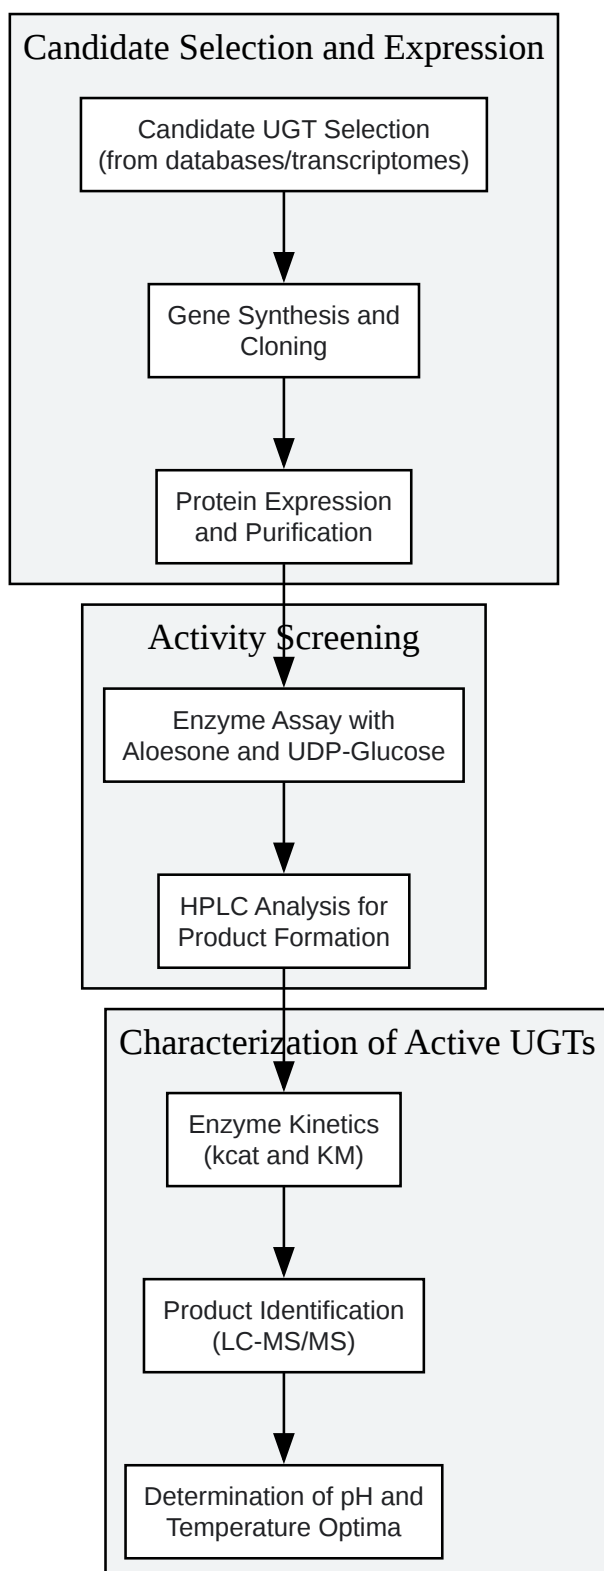 Candidate Selection and Expression
Candidate UGT Selection
(from databases/transcriptomes)
Gene Synthesis and
Cloning
Protein Expression
and Purification
Activity Screening
Enzyme Assay with
Aloesone and UDP-Glucose
HPLC Analysis for
Product Formation
Characterization of Active UGTs
Enzyme Kinetics
(kcat and KM)
Product Identification
(LC-MS/MS)
Determination of pH and
Temperature Optima